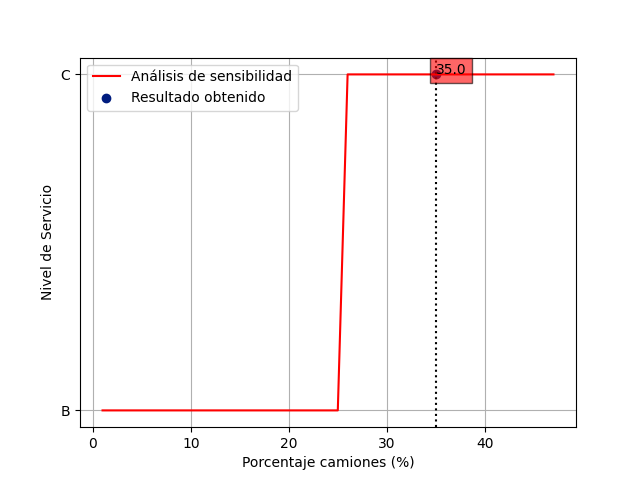 C
35.0
Análisis de sensibilidad
Resultado obtenido
Nivel de Servicio
B
0 10 20 30 40
Porcentaje camiones (%)